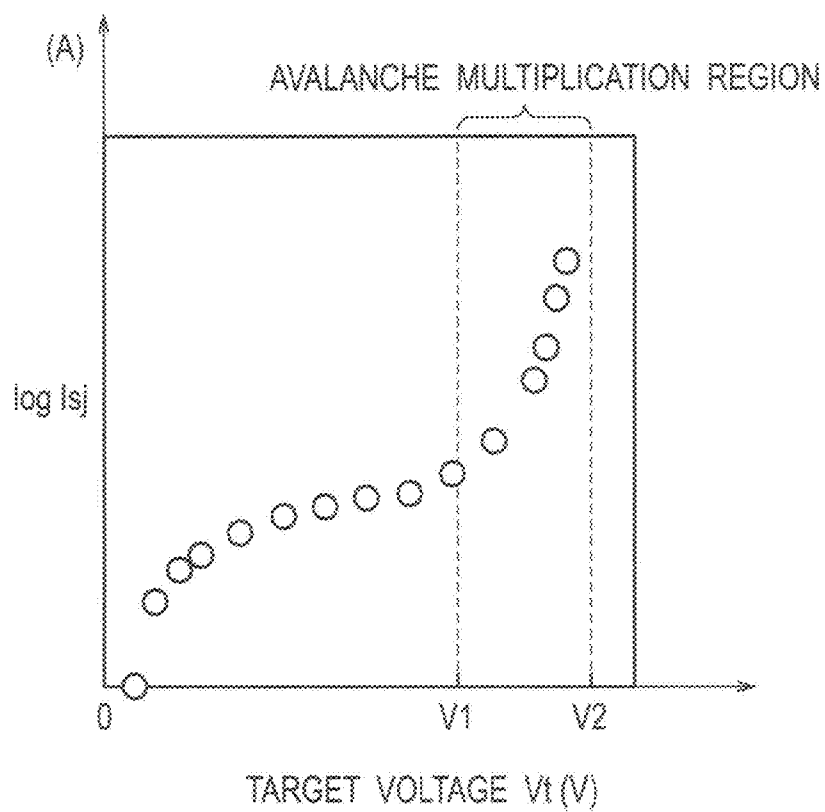 (A)
AVALANCHE MULTIPLICATION REGION
log Isj
0
V1
V2
TARGET VOLTAGE Vt (V)